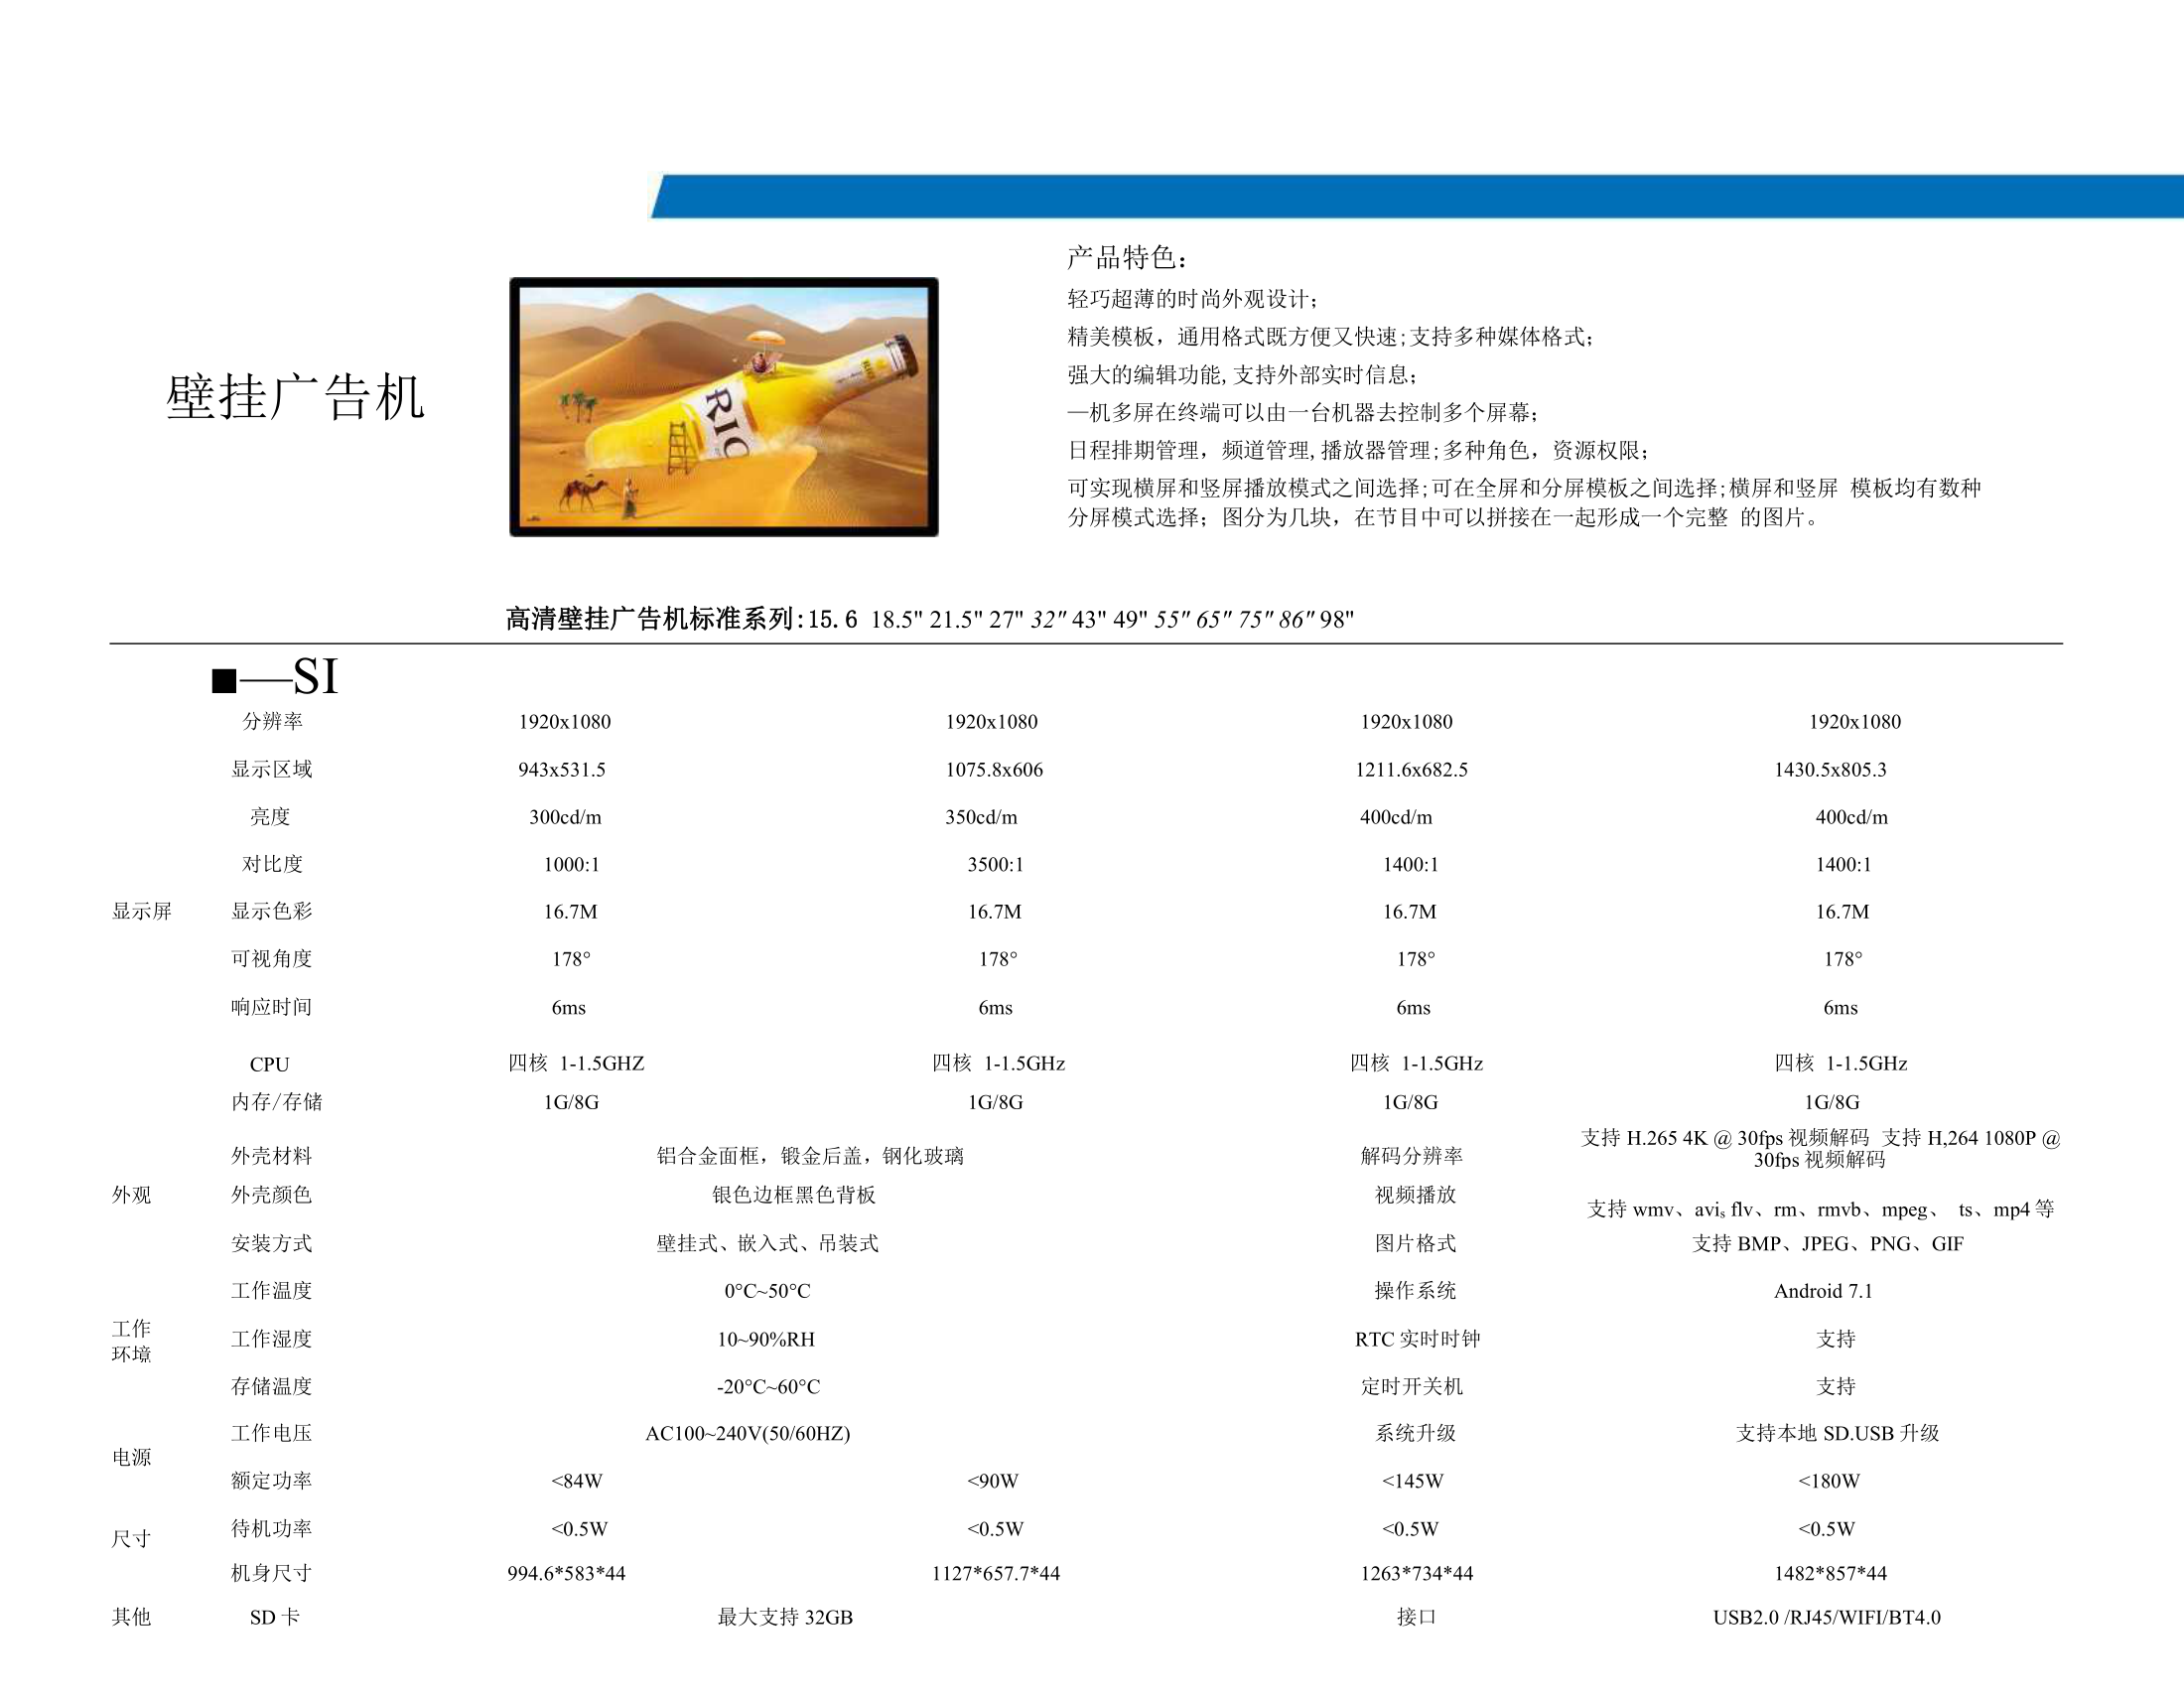 产品特色：
轻巧超薄的时尚外观设计；
精美模板，通用格式既方便又快速;支持多种媒体格式；
强大的编辑功能,支持外部实时信息；
—机多屏在终端可以由一台机器去控制多个屏幕；
日程排期管理，频道管理,播放器管理;多种角色，资源权限；
可实现横屏和竖屏播放模式之间选择;可在全屏和分屏模板之间选择;横屏和竖屏 模板均有数种
分屏模式选择；图分为几块，在节目中可以拼接在一起形成一个完整 的图片。
壁挂广告机
RIO
高清壁挂广告机标准系列:15.6 18.5" 21.5" 27" 32" 43" 49" 55" 65" 75" 86" 98"
■—SI
分辨率 1920x1080 1920x1080 1920x1080 1920x1080
显示区域 943x531.5 1075.8x606 1211.6x682.5 1430.5x805.3
亮度 300cd/m 350cd/m 400cd/m 400cd/m
对比度 1000:1 3500:1 1400:1 1400:1
显示屏 显示色彩 16.7M 16.7M 16.7M 16.7M
可视角度 178° 178° 178° 178°
响应时间 6ms 6ms 6ms 6ms
CPU 四核 1-1.5GHZ 四核 1-1.5GHz 四核 1-1.5GHz 四核 1-1.5GHz
内存/存储 1G/8G 1G/8G 1G/8G 1G/8G
外壳材料 铝合金面框，锻金后盖，钢化玻璃 解码分辨率 支持 H.265 4K @ 30fps 视频解码 支持 H,264 1080P @
30fps 视频解码
外观 外壳颜色 银色边框黑色背板 视频播放 支持 wmv、avis flv、rm、rmvb、mpeg、 ts、mp4 等
安装方式 壁挂式、嵌入式、吊装式 图片格式 支持 BMP、JPEG、PNG、GIF
工作温度 0°C~50°C 操作系统 Android 7.1
工作
环境 工作湿度 10~90%RH RTC 实时时钟 支持
存储温度 -20°C~60°C 定时开关机 支持
工作电压 AC100~240V(50/60HZ) 系统升级 支持本地 SD.USB 升级
电源
额定功率 <84W <90W <145W <180W
待机功率 <0.5W <0.5W <0.5W <0.5W
尺寸
机身尺寸 994.6*583*44 1127*657.7*44 1263*734*44 1482*857*44
其他 SD 卡 最大支持 32GB 接口 USB2.0 /RJ45/WIFI/BT4.0